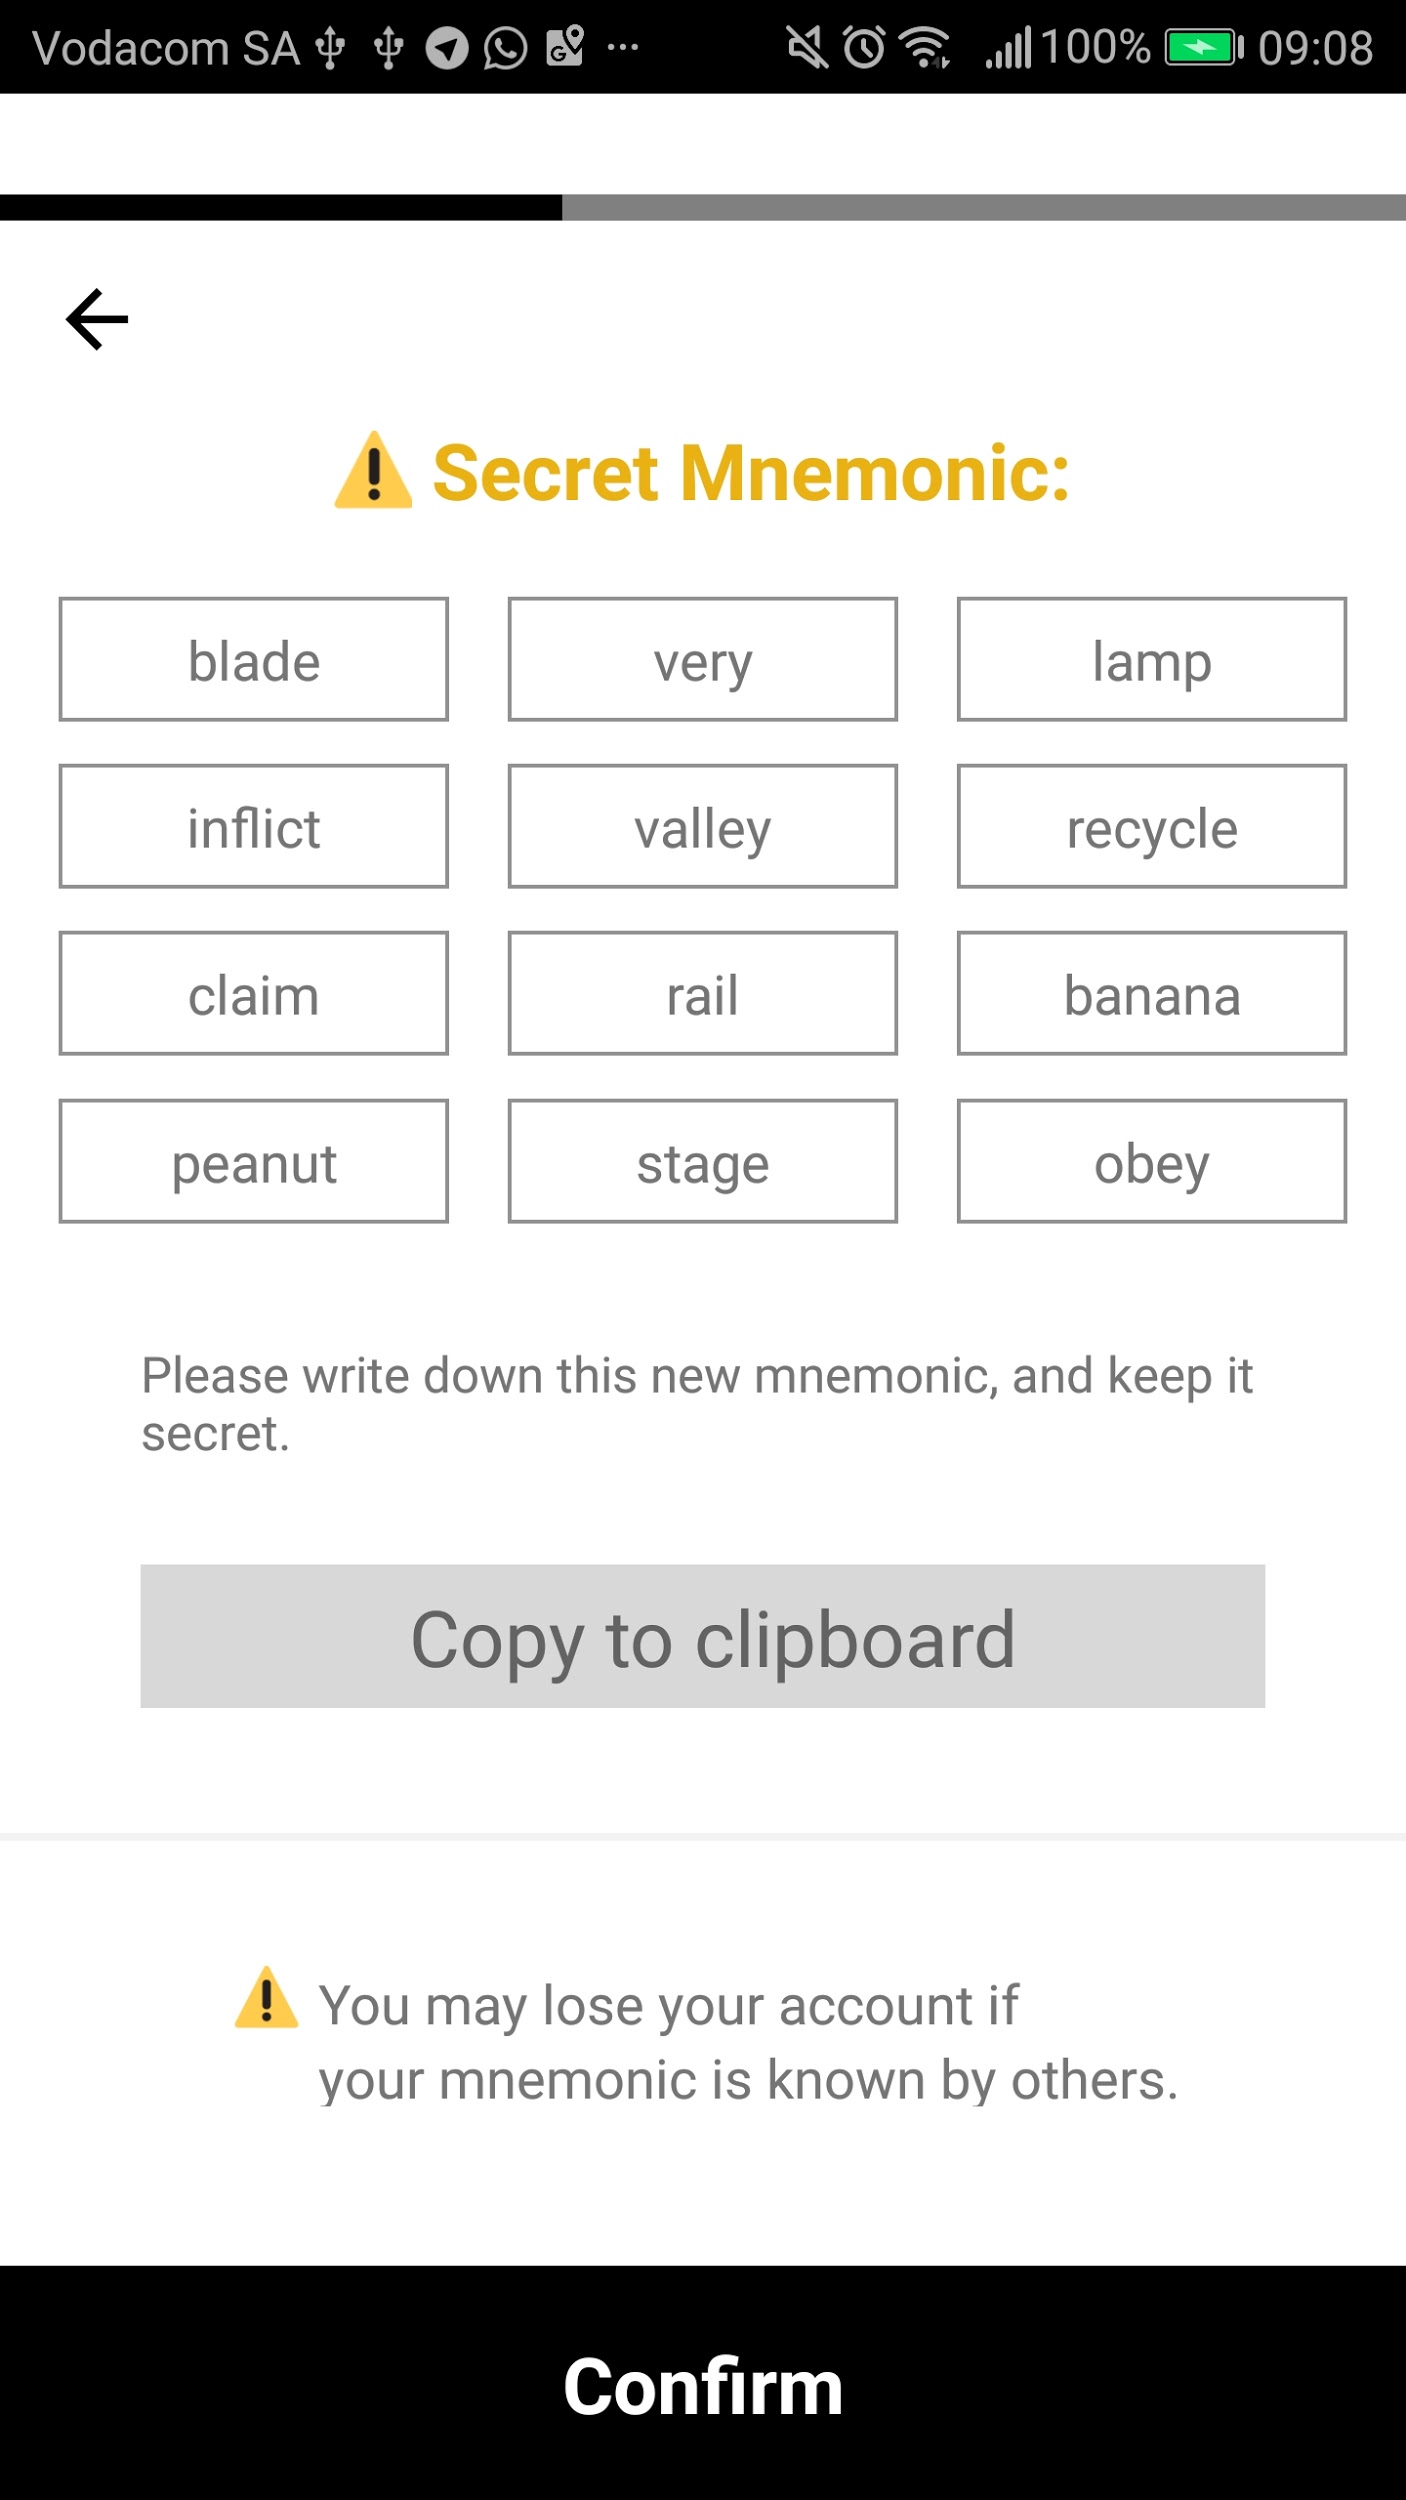 Vodacom SA 100% 09:08
Secret Mnemonic:
blade very lamp
inflict valley recycle
claim rail banana
peanut stage obey
Please write down this new mnemonic, and keep it
secret.
Copy to clipboard
You may lose your account if
your mnemonic is known by others.
Confirm